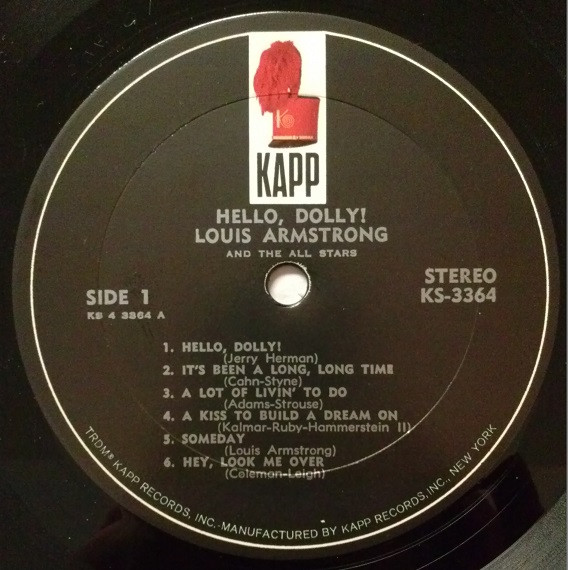 KAPP
HELLO, DOLLY!
LOUIS ARMSTRONG
AND THE ALL STARS
SIDE 1
KS 4 3364 A
STEREO
KS-3364
1. HELLO, DOLLY!
(Jerry Herman)
2. IT'S BEEN A LONG, LONG TIME
(Cahn-Styne)
3. A LOT OF LIVIN' TO DO
(Adams-Strouse)
4. A KISS TO BUILD A DREAM ON
(Kalmar-Ruby-Hammerstein II)
5. SOMEDAY
(Louis Armstrong)
6. HEY, LOOK ME OVER
(Coleman-Leigh)
TRDM® KAPP RECORDS, INC.-MANUFACTURED BY KAPP RECORDS, INC., NEW YORK